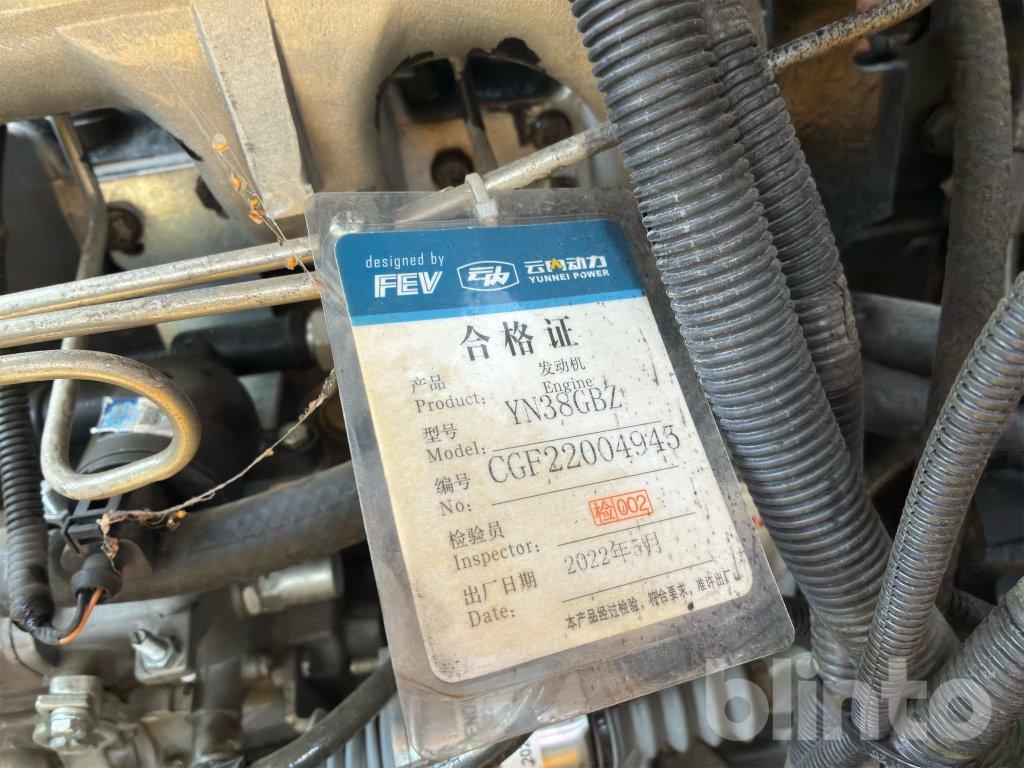 designed by
FEV
云内动力
YUNNEI POWER
合格证
产品 发动机
Product: Engine
型号 YN38GBZ
Model:
编号 CGF22004943
No:
检验员 检002
Inspector:
出厂日期 2022年5月
Date:
本产品经过检验,符合要求,准许出厂。
blinto